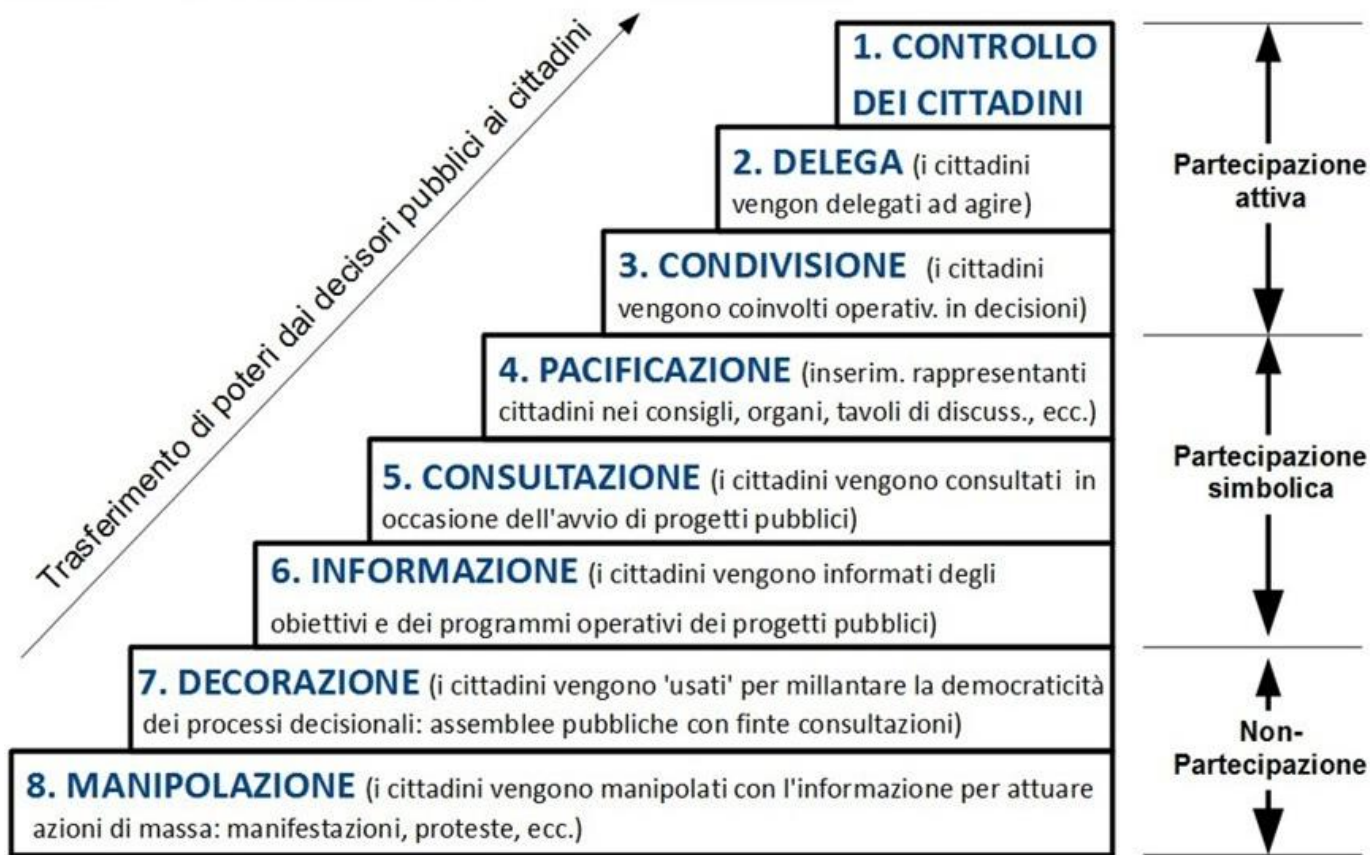 Trasferimento di poteri dai decisori pubblici ai cittadini
1. CONTROLLO
DEI CITTADINI
2. DELEGA (i cittadini
vengon delegati ad agire)
3. CONDIVISIONE (i cittadini
vengono coinvolti operativ. in decisioni)
Partecipazione
attiva
4. PACIFICAZIONE (inserim. rappresentanti
cittadini nei consigli, organi, tavoli di discuss., ecc.)
5. CONSULTAZIONE (i cittadini vengono consultati in
occasione dell'avvio di progetti pubblici)
6. INFORMAZIONE (i cittadini vengono informati degli
obiettivi e dei programmi operativi dei progetti pubblici)
Partecipazione
simbolica
7. DECORAZIONE (i cittadini vengono 'usati' per millantare la democraticità
dei processi decisionali: assemblee pubbliche con finte consultazioni)
8. MANIPOLAZIONE (i cittadini vengono manipolati con l'informazione per attuare
azioni di massa: manifestazioni, proteste, ecc.)
Non-
Partecipazione